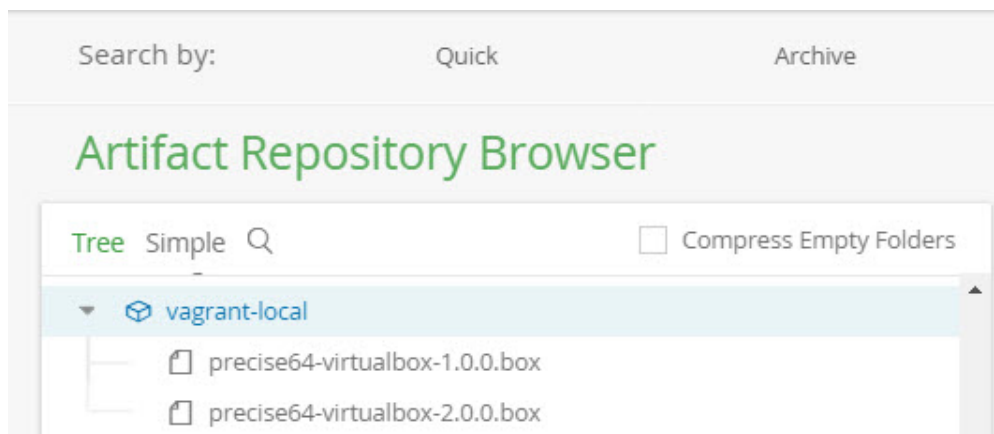 Search by: Quick Archive
Artifact Repository Browser
Tree Simple Compress Empty Folders
vagrant-local
precise64-virtualbox-1.0.0.box
precise64-virtualbox-2.0.0.box